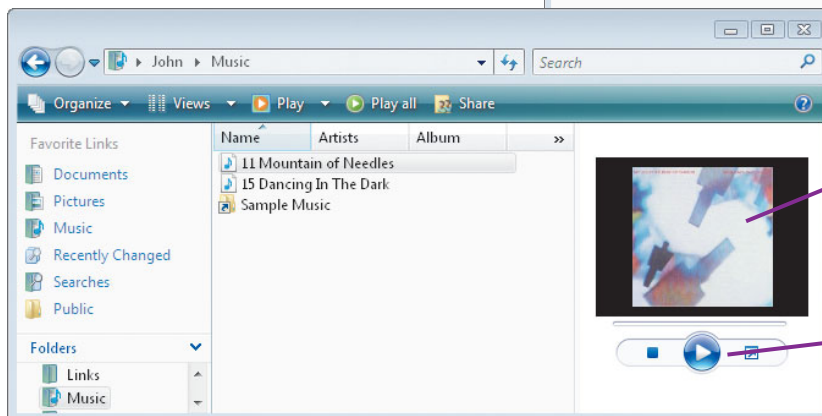 John Music
Search
Organize Views Play Play all Share
Favorite Links
Documents
Pictures
Music
Recently Changed
Searches
Public
Folders
Links
Music
Name Artists Album
11 Mountain of Needles
15 Dancing In The Dark
Sample Music